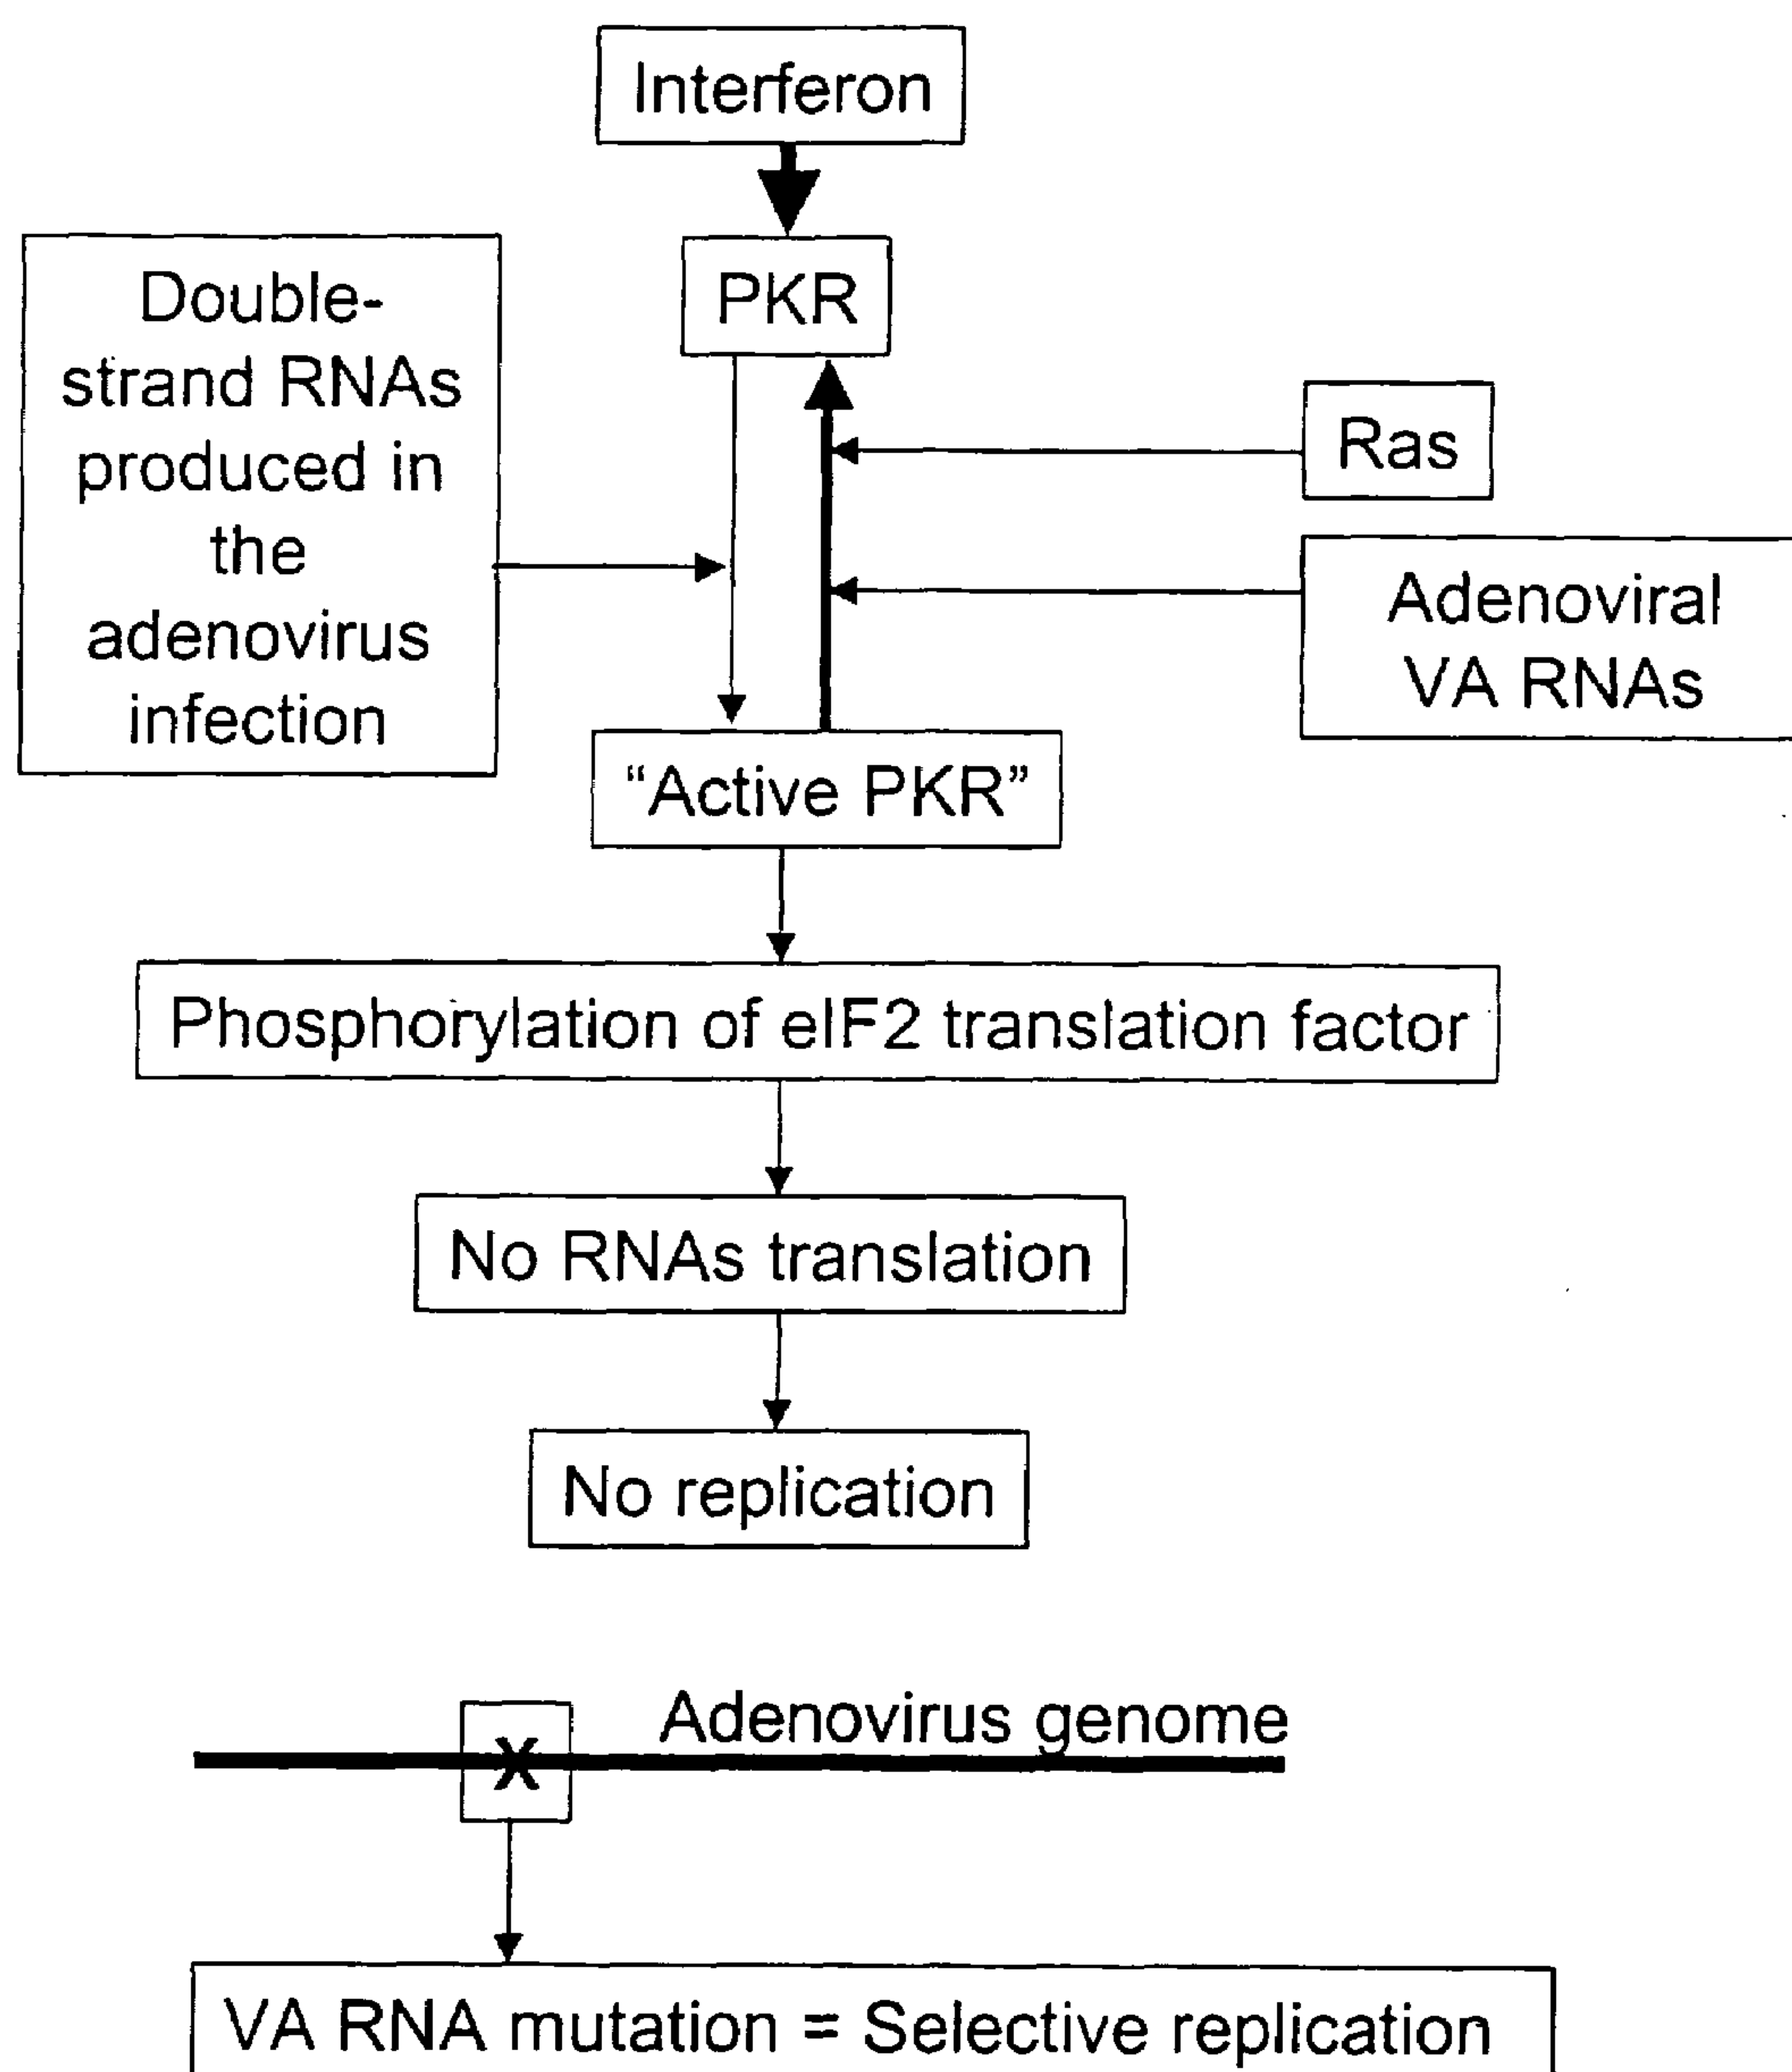 Interferon
PKR
Double-
strand RNAs
produced in
the
adenovirus
infection
Ras
Adenoviral
VA RNAs
“Active PKR”
Phosphorylation of eIF2 translation factor
No RNAs translation
No replication
Adenovirus genome
X
VA RNA mutation = Selective replication